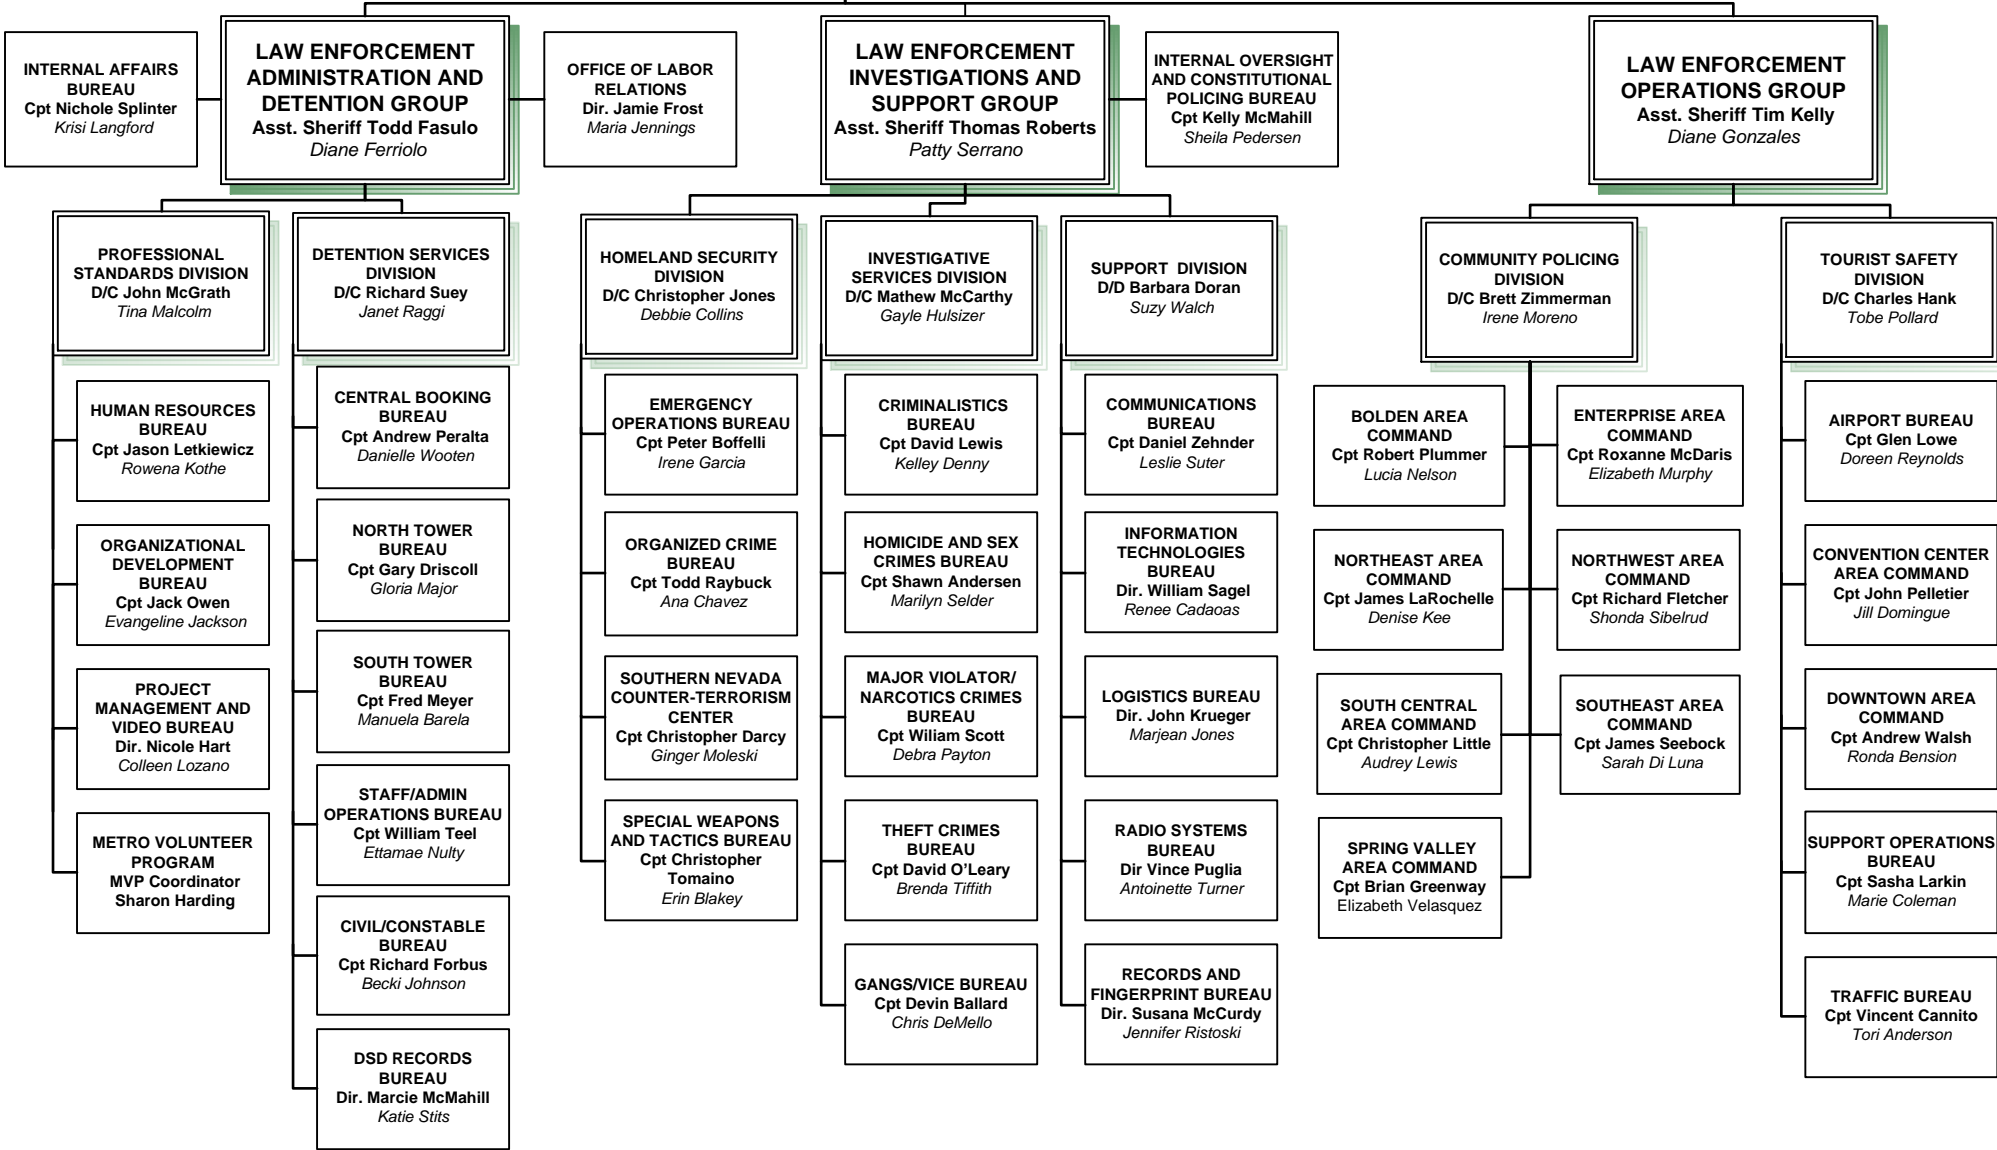 INTERNAL AFFAIRS
BUREAU
Cpt Nichole Splinter
Krisi Langford
LAW ENFORCEMENT
ADMINISTRATION AND
DETENTION GROUP
Asst. Sheriff Todd Fasulo
Diane Ferriolo
OFFICE OF LABOR
RELATIONS
Dir. Jamie Frost
Maria Jennings
LAW ENFORCEMENT
INVESTIGATIONS AND
SUPPORT GROUP
Asst. Sheriff Thomas Roberts
Patty Serrano
INTERNAL OVERSIGHT
AND CONSTITUTIONAL
POLICING BUREAU
Cpt Kelly McMahill
Sheila Pedersen
LAW ENFORCEMENT
OPERATIONS GROUP
Asst. Sheriff Tim Kelly
Diane Gonzales
PROFESSIONAL
STANDARDS DIVISION
D/C John McGrath
Tina Malcolm
HUMAN RESOURCES
BUREAU
Cpt Jason Letkiewicz
Rowena Kothe
ORGANIZATIONAL
DEVELOPMENT
BUREAU
Cpt Jack Owen
Evangeline Jackson
PROJECT
MANAGEMENT AND
VIDEO BUREAU
Dir. Nicole Hart
Colleen Lozano
METRO VOLUNTEER
PROGRAM
MVP Coordinator
Sharon Harding
DETENTION SERVICES
DIVISION
D/C Richard Suey
Janet Raggi
CENTRAL BOOKING
BUREAU
Cpt Andrew Peralta
Danielle Wooten
NORTH TOWER
BUREAU
Cpt Gary Driscoll
Gloria Major
SOUTH TOWER
BUREAU
Cpt Fred Meyer
Manuela Barela
STAFF/ADMIN
OPERATIONS BUREAU
Cpt William Teel
Ettamae Nulty
CIVIL/CONSTABLE
BUREAU
Cpt Richard Forbus
Becki Johnson
DSD RECORDS
BUREAU
Dir. Marcie McMahill
Katie Stits
HOMELAND SECURITY
DIVISION
D/C Christopher Jones
Debbie Collins
EMERGENCY
OPERATIONS BUREAU
Cpt Peter Boffelli
Irene Garcia
ORGANIZED CRIME
BUREAU
Cpt Todd Raybuck
Ana Chavez
SOUTHERN NEVADA
COUNTER-TERRORISM
CENTER
Cpt Christopher Darcy
Ginger Moleski
SPECIAL WEAPONS
AND TACTICS BUREAU
Cpt Christopher
Tomaino
Erin Blakey
INVESTIGATIVE
SERVICES DIVISION
D/C Mathew McCarthy
Gayle Hulsizer
CRIMINALISTICS
BUREAU
Cpt David Lewis
Kelley Denny
HOMICIDE AND SEX
CRIMES BUREAU
Cpt Shawn Andersen
Marilyn Selder
MAJOR VIOLATOR/
NARCOTICS CRIMES
BUREAU
Cpt Wiliam Scott
Debra Payton
THEFT CRIMES
BUREAU
Cpt David O’Leary
Brenda Tiffith
GANGS/VICE BUREAU
Cpt Devin Ballard
Chris DeMello
SUPPORT DIVISION
D/D Barbara Doran
Suzy Walch
COMMUNICATIONS
BUREAU
Cpt Daniel Zehnder
Leslie Suter
INFORMATION
TECHNOLOGIES
BUREAU
Dir. William Sagel
Renee Cadaoas
LOGISTICS BUREAU
Dir. John Krueger
Marjean Jones
RADIO SYSTEMS
BUREAU
Dir Vince Puglia
Antoinette Turner
RECORDS AND
FINGERPRINT BUREAU
Dir. Susana McCurdy
Jennifer Ristoski
COMMUNITY POLICING
DIVISION
D/C Brett Zimmerman
Irene Moreno
BOLDEN AREA
COMMAND
Cpt Robert Plummer
Lucia Nelson
ENTERPRISE AREA
COMMAND
Cpt Roxanne McDaris
Elizabeth Murphy
NORTHEAST AREA
COMMAND
Cpt James LaRochelle
Denise Kee
NORTHWEST AREA
COMMAND
Cpt Richard Fletcher
Shonda Sibelrud
SOUTH CENTRAL
AREA COMMAND
Cpt Christopher Little
Audrey Lewis
SOUTHEAST AREA
COMMAND
Cpt James Seebock
Sarah Di Luna
SPRING VALLEY
AREA COMMAND
Cpt Brian Greenway
Elizabeth Velasquez
TOURIST SAFETY
DIVISION
D/C Charles Hank
Tobe Pollard
AIRPORT BUREAU
Cpt Glen Lowe
Doreen Reynolds
CONVENTION CENTER
AREA COMMAND
Cpt John Pelletier
Jill Domingue
DOWNTOWN AREA
COMMAND
Cpt Andrew Walsh
Ronda Bension
SUPPORT OPERATIONS
BUREAU
Cpt Sasha Larkin
Marie Coleman
TRAFFIC BUREAU
Cpt Vincent Cannito
Tori Anderson